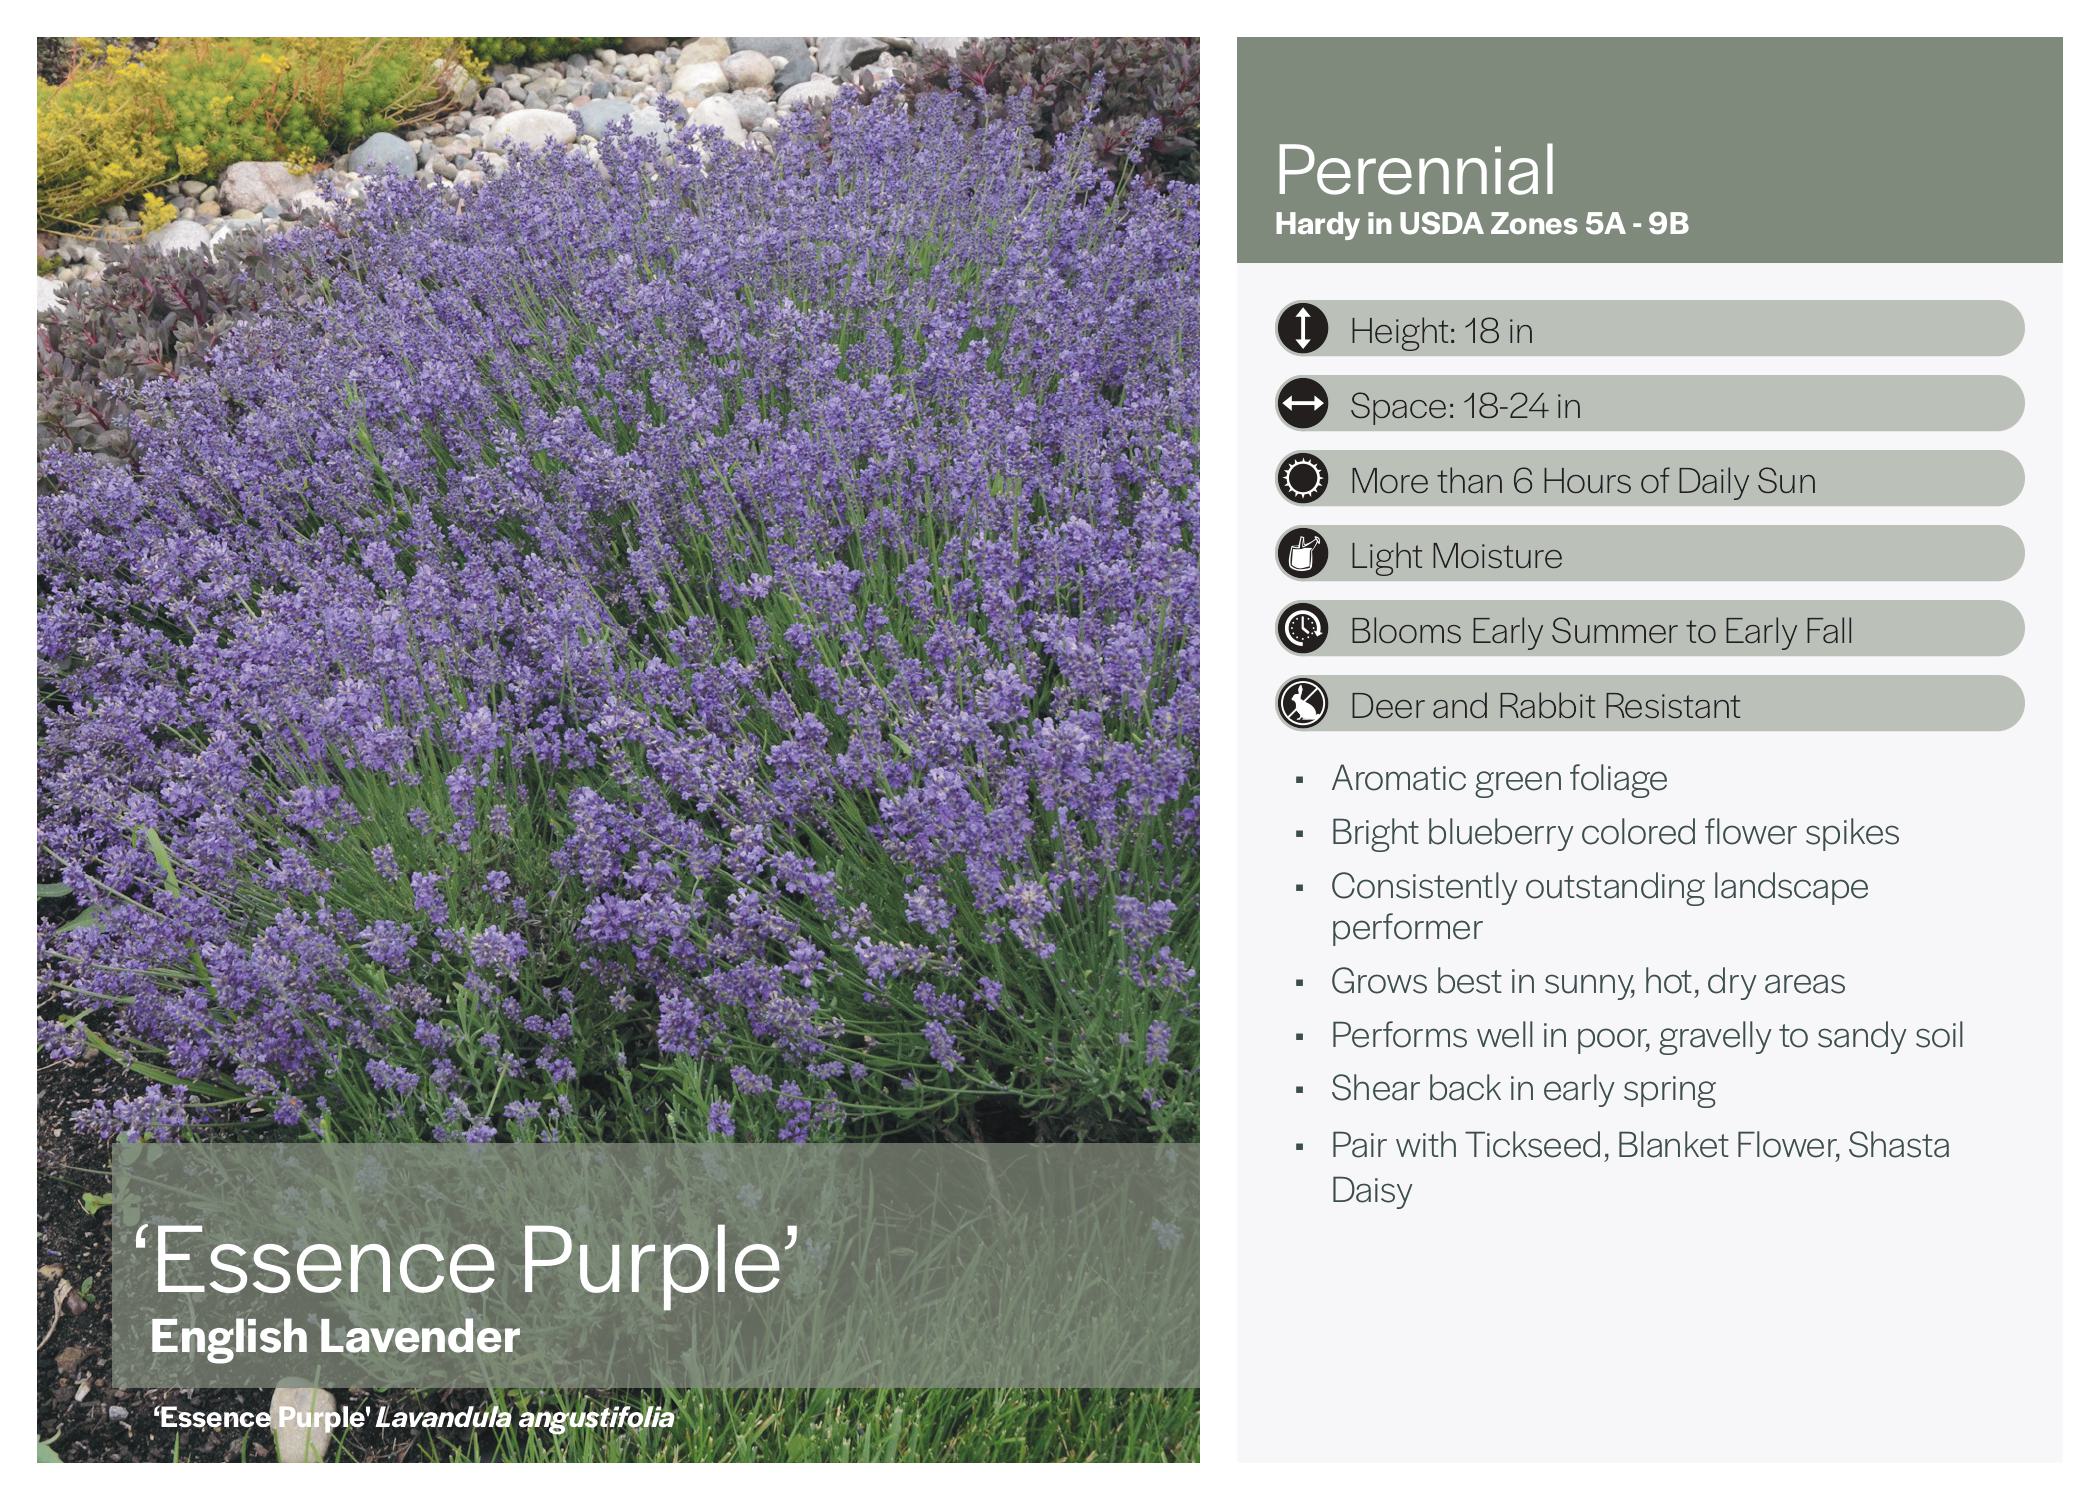 ‘Essence Purple’
English Lavender
‘Essence Purple' Lavandula angustifolia
Perennial
Hardy in USDA Zones 5A - 9B
Height: 18 in
Space: 18-24 in
More than 6 Hours of Daily Sun
Light Moisture
Blooms Early Summer to Early Fall
Deer and Rabbit Resistant
▪ Aromatic green foliage
▪ Bright blueberry colored flower spikes
▪ Consistently outstanding landscape
performer
▪ Grows best in sunny, hot, dry areas
▪ Performs well in poor, gravelly to sandy soil
▪ Shear back in early spring
▪ Pair with Tickseed, Blanket Flower, Shasta
Daisy